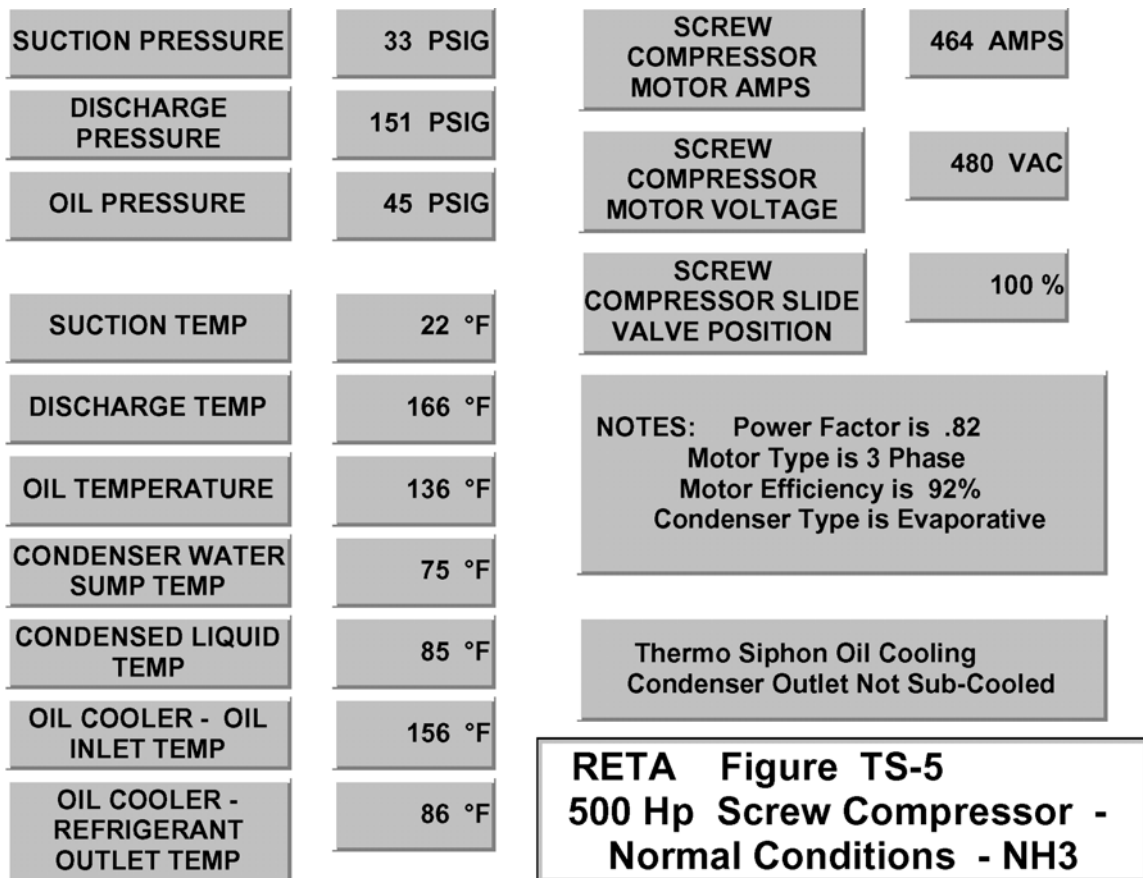 SUCTION PRESSURE
33 PSIG
DISCHARGE
PRESSURE
151 PSIG
OIL PRESSURE
45 PSIG
SUCTION TEMP
22 °F
DISCHARGE TEMP
166 °F
OIL TEMPERATURE
136 °F
CONDENSER WATER
SUMP TEMP
75 °F
CONDENSED LIQUID
TEMP
85 °F
OIL COOLER - OIL
INLET TEMP
156 °F
OIL COOLER -
REFRIGERANT
OUTLET TEMP
86 °F
SCREW
COMPRESSOR
MOTOR AMPS
464 AMPS
SCREW
COMPRESSOR
MOTOR VOLTAGE
480 VAC
SCREW
COMPRESSOR SLIDE
VALVE POSITION
100 %
NOTES: Power Factor is .82
Motor Type is 3 Phase
Motor Efficiency is 92%
Condenser Type is Evaporative
Thermo Siphon Oil Cooling
Condenser Outlet Not Sub-Cooled
RETA Figure TS-5
500 Hp Screw Compressor -
Normal Conditions - NH3